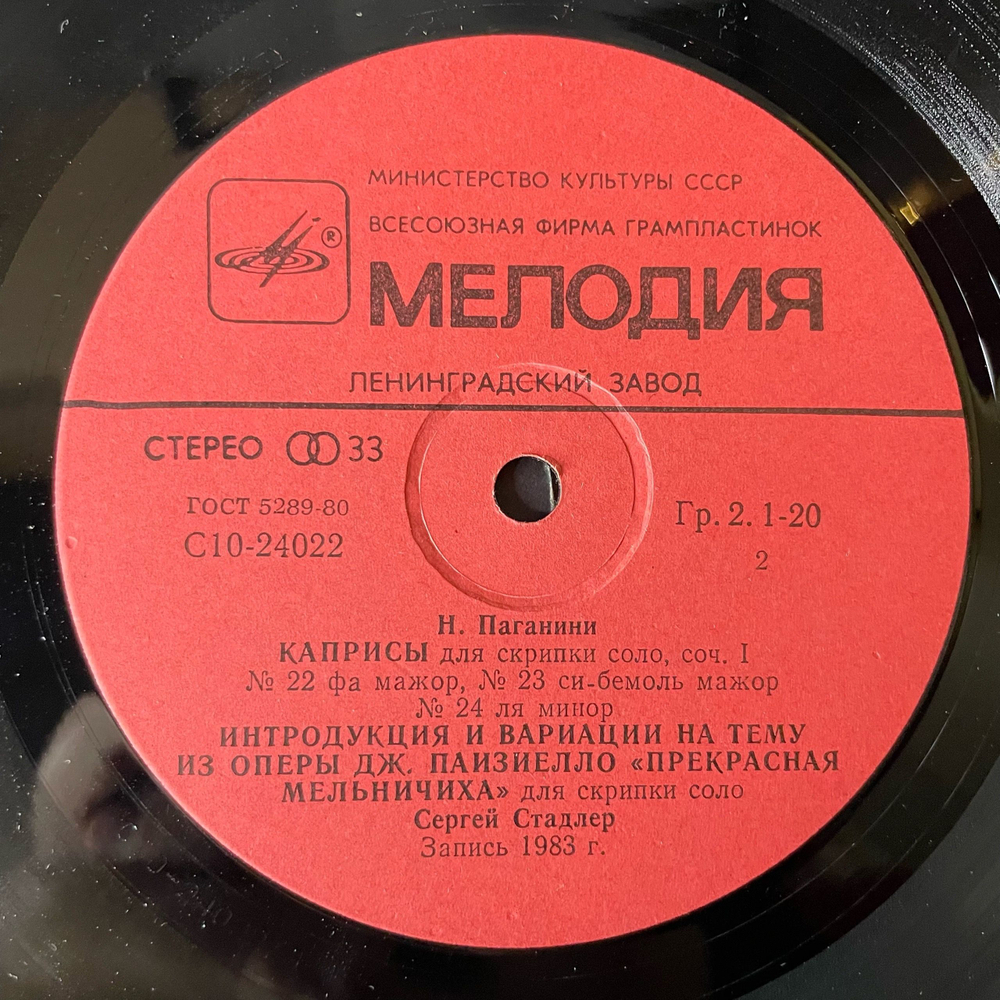 МИНИСТЕРСТВО КУЛЬТУРЫ СССР
ВСЕСОЮЗНАЯ ФИРМА ГРАМПЛАСТИНОК
®
МЕЛОДИЯ
ЛЕНИНГРАДСКИЙ ЗАВОД
СТЕРЕО 33
ГОСТ 5289-80
С10-24022
Гр. 2. 1-20
2
Н. Паганини
КАПРИСЫ для скрипки соло, соч. I
№ 22 фа мажор, № 23 си-бемоль мажор
№ 24 ля минор
ИНТРОДУКЦИЯ И ВАРИАЦИИ НА ТЕМУ
ИЗ ОПЕРЫ ДЖ. ПАИЗИЕЛЛО «ПРЕКРАСНАЯ
МЕЛЬНИЧИХА» для скрипки соло
Сергей Стадлер
Запись 1983 г.